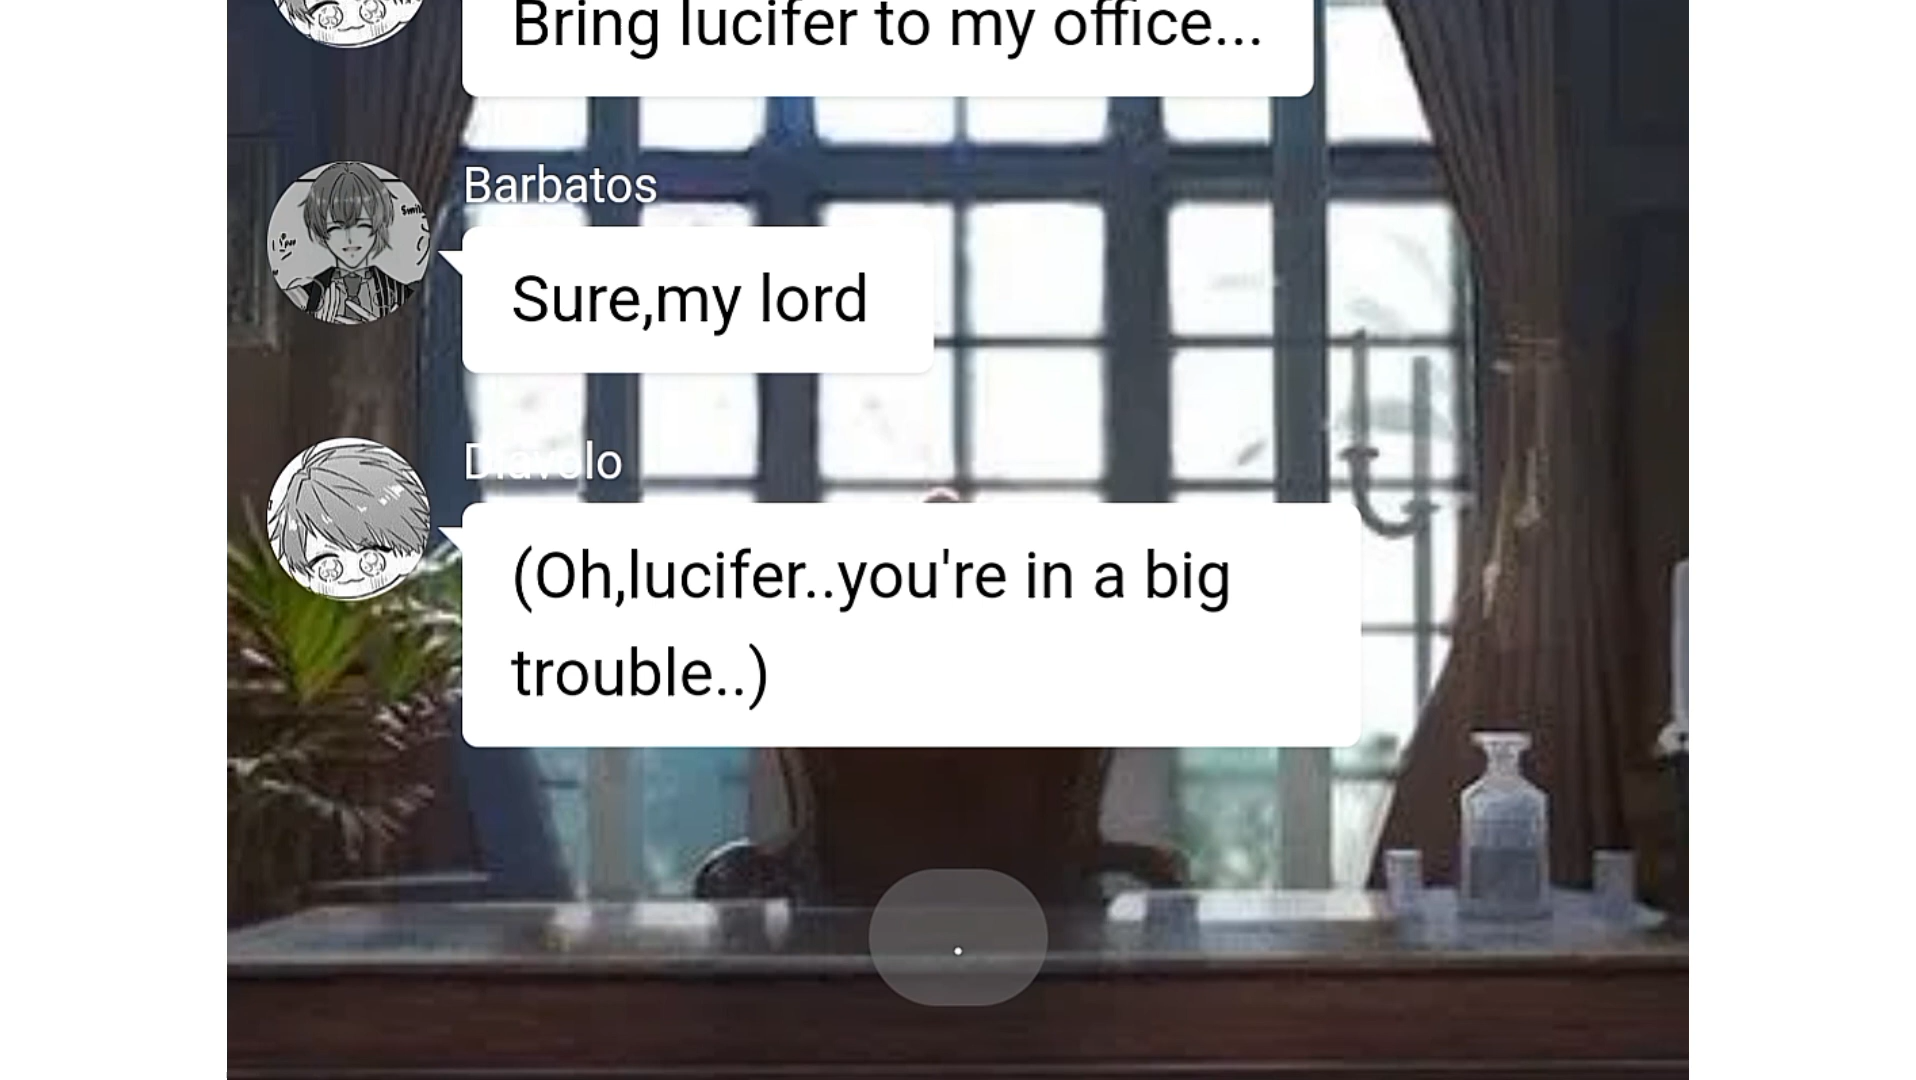 Bring lucifer to my office...
Barbatos
Sure,my lord
Diavolo
(Oh,lucifer..you're in a big
trouble..)
.